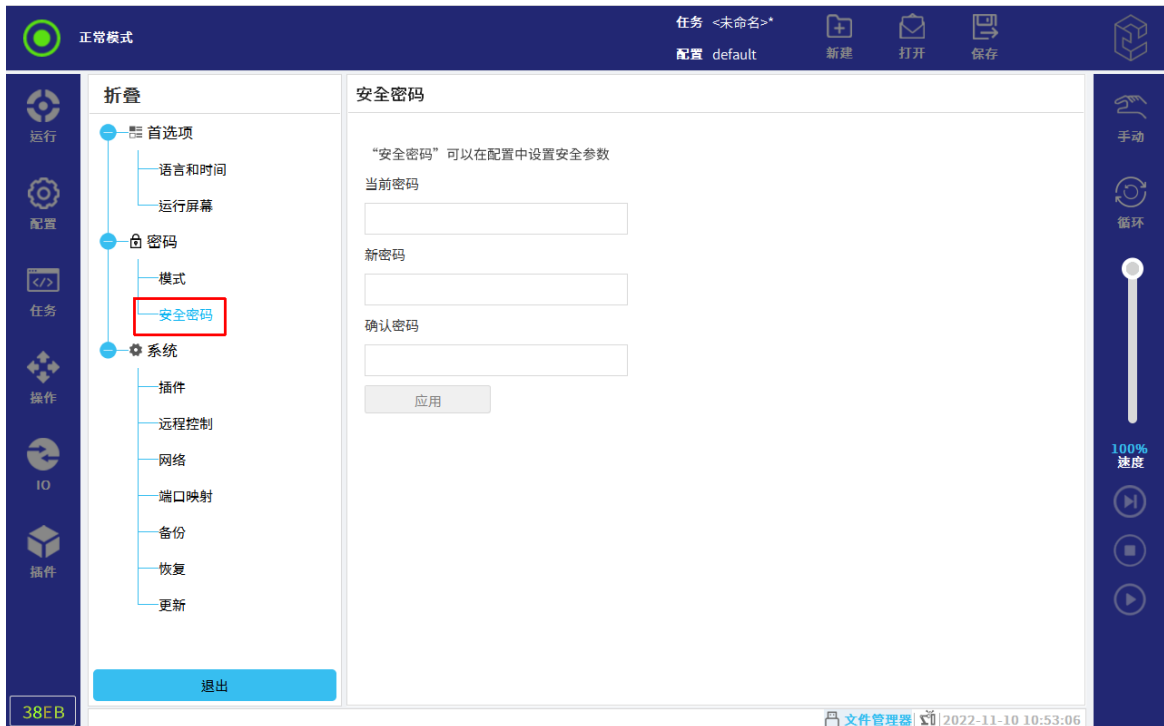 正常模式
任务 <未命名>*
配置 default
新建
打开
保存
运行
配置
任务
操作
IO
插件
38EB
折叠
首选项
语言和时间
运行屏幕
密码
模式
安全密码
系统
插件
远程控制
网络
端口映射
备份
恢复
更新
退出
安全密码
“安全密码”可以在配置中设置安全参数
当前密码
新密码
确认密码
应用
手动
循环
100%
速度
文件管理器
2022-11-10 10:53:06